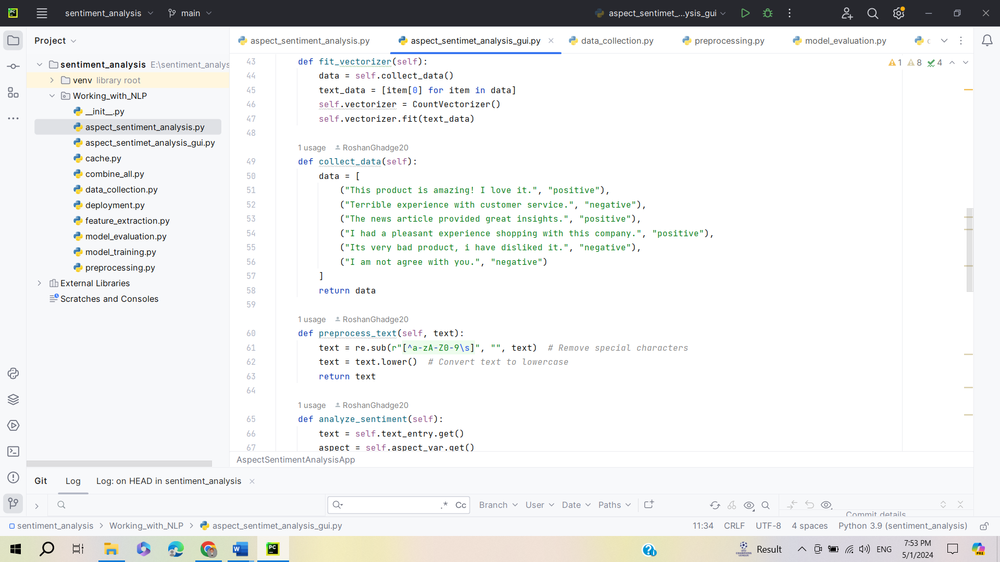 sentiment_analysis
main
aspect_sentimet_...ysis_gui
Project
aspect_sentiment_analysis.py
aspect_sentimet_analysis_gui.py
data_collection.py
preprocessing.py
model_evaluation.py
sentiment_analysis E:\sentiment_analys
venv library root
Working_with_NLP
__init__.py
aspect_sentiment_analysis.py
aspect_sentimet_analysis_gui.py
cache.py
combine_all.py
data_collection.py
deployment.py
feature_extraction.py
model_evaluation.py
model_training.py
preprocessing.py
External Libraries
Scratches and Consoles
1 8 4
43 def fit_vectorizer(self):
44 data = self.collect_data()
45 text_data = [item[0] for item in data]
46 self.vectorizer = CountVectorizer()
47 self.vectorizer.fit(text_data)
48
1 usage RoshanGhadge20
49 def collect_data(self):
50 data = [
51 ("This product is amazing! I love it.", "positive"),
52 ("Terrible experience with customer service.", "negative"),
53 ("The news article provided great insights.", "positive"),
54 ("I had a pleasant experience shopping with this company.", "positive"),
55 ("Its very bad product, i have disliked it.", "negative"),
56 ("I am not agree with you.", "negative")
57 ]
58 return data
59
1 usage RoshanGhadge20
60 def preprocess_text(self, text):
61 text = re.sub(r"[^a-zA-Z0-9\s]", "", text) # Remove special characters
62 text = text.lower() # Convert text to lowercase
63 return text
64
1 usage RoshanGhadge20
65 def analyze_sentiment(self):
66 text = self.text_entry.get()
67 aspect = self.aspect_var.get()
AspectSentimentAnalysisApp
Git Log Log: on HEAD in sentiment_analysis
.* Cc Branch User Date Paths
Commit details
sentiment_analysis > Working_with_NLP > aspect_sentimet_analysis_gui.py
11:34 CRLF UTF-8 4 spaces Python 3.9 (sentiment_analysis)
Result
ENG
7:53 PM
5/1/2024